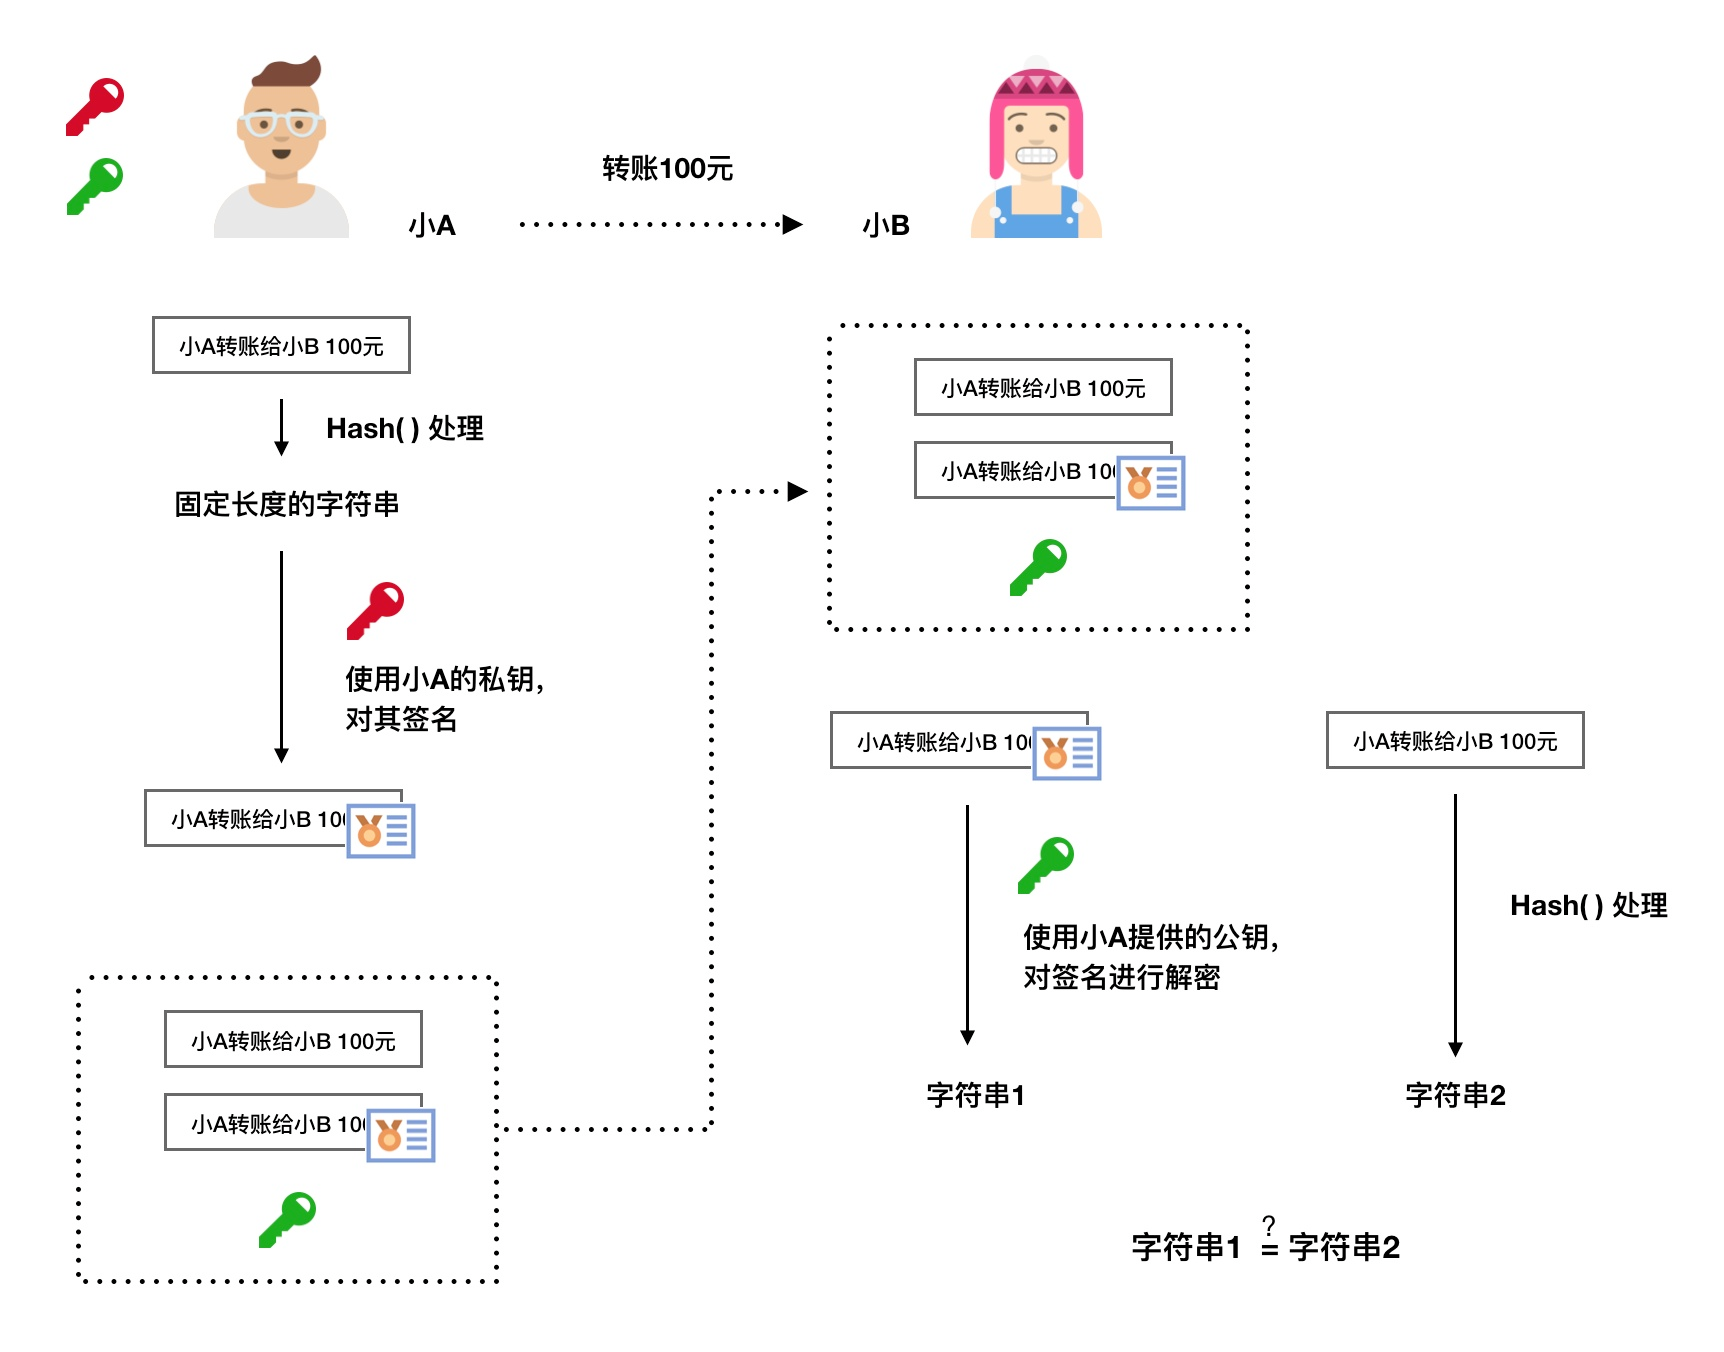 转账100元
小A
小B
小A转账给小B 100元
Hash( ) 处理
固定长度的字符串
使用小A的私钥，
对其签名
小A转账给小B 100
小A转账给小B 100元
小A转账给小B 100
小A转账给小B 100元
小A转账给小B 100
小A转账给小B 100
使用小A提供的公钥，
对签名进行解密
字符串1
小A转账给小B 100元
Hash( ) 处理
字符串2
?
字符串1 = 字符串2